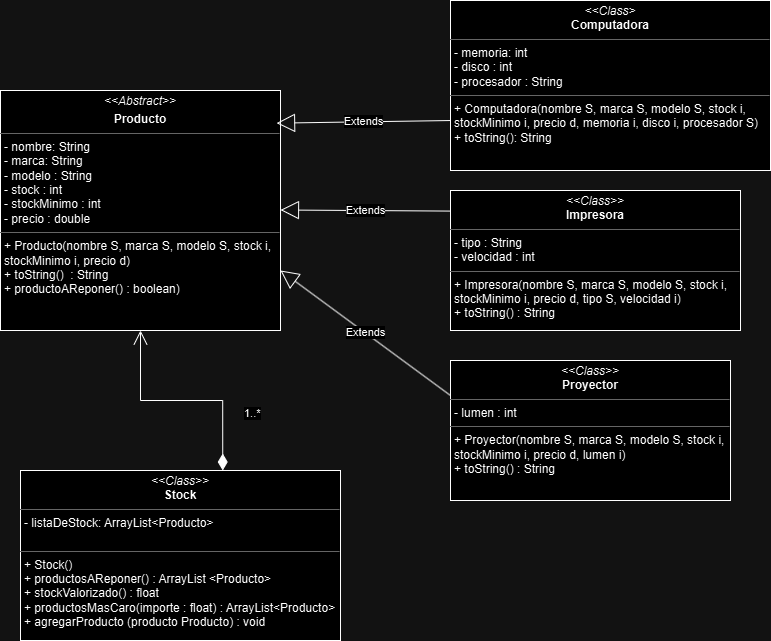 <<Class>>
Computadora
- memoria: int
- disco : int
- procesador : String
+ Computadora(nombre S, marca S, modelo S, stock i,
stockMinimo i, precio d, memoria i, disco i, procesador S)
+ toString(): String
<<Abstract>>
Producto
- nombre: String
- marca: String
- modelo : String
- stock : int
- stockMinimo : int
- precio : double
+ Producto(nombre S, marca S, modelo S, stock i,
stockMinimo i, precio d)
+ toString() : String
+ productoAReponer() : boolean)
Extends
Extends
Extends
<<Class>>
Impresora
- tipo : String
- velocidad : int
+ Impresora(nombre S, marca S, modelo S, stock i,
stockMinimo i, precio d, tipo S, velocidad i)
+ toString() : String
<<Class>>
Proyector
- lumen : int
+ Proyector(nombre S, marca S, modelo S, stock i,
stockMinimo i, precio d, lumen i)
+ toString() : String
1..*
<<Class>>
Stock
- listaDeStock: ArrayList<Producto>
+ Stock()
+ productosAReponer() : ArrayList <Producto>
+ stockValorizado() : float
+ productosMasCaro(importe : float) : ArrayList<Producto>
+ agregarProducto (producto Producto) : void